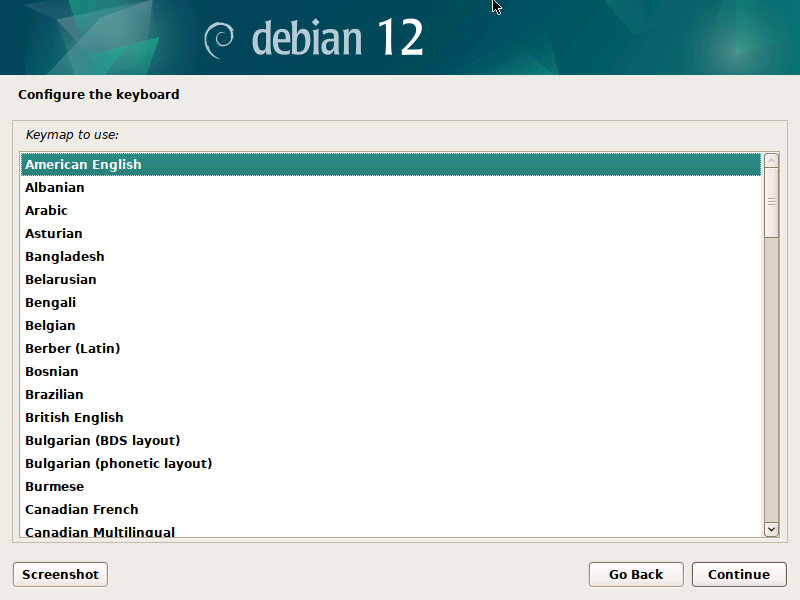 debian 12
Configure the keyboard
Keymap to use:
American English
Albanian
Arabic
Asturian
Bangladesh
Belarusian
Bengali
Belgian
Berber (Latin)
Bosnian
Brazilian
British English
Bulgarian (BDS layout)
Bulgarian (phonetic layout)
Burmese
Canadian French
Canadian Multilingual
Screenshot
Go Back
Continue